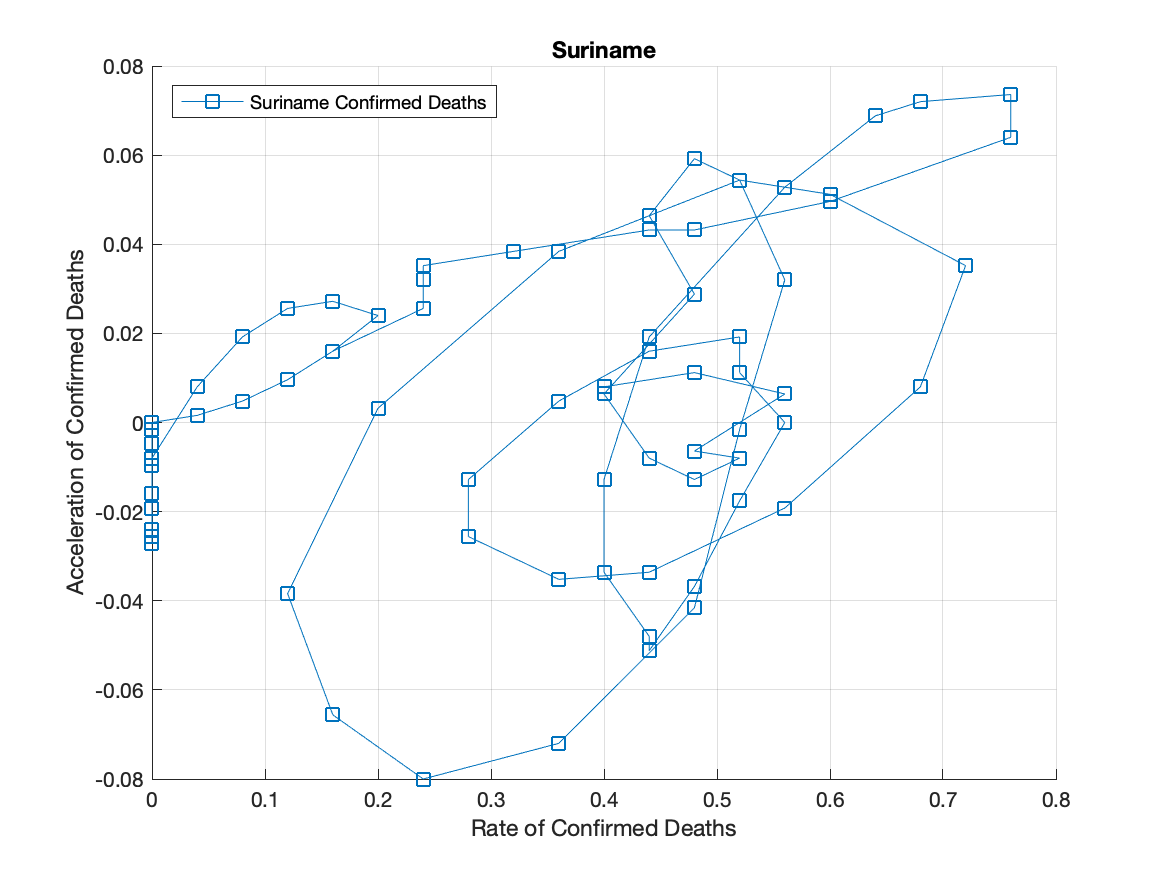 Suriname
Suriname Confirmed Deaths
0.08
0.06
0.04
0.02
0
-0.02
-0.04
-0.06
-0.08
Acceleration of Confirmed Deaths
0 0.1 0.2 0.3 0.4 0.5 0.6 0.7 0.8
Rate of Confirmed Deaths